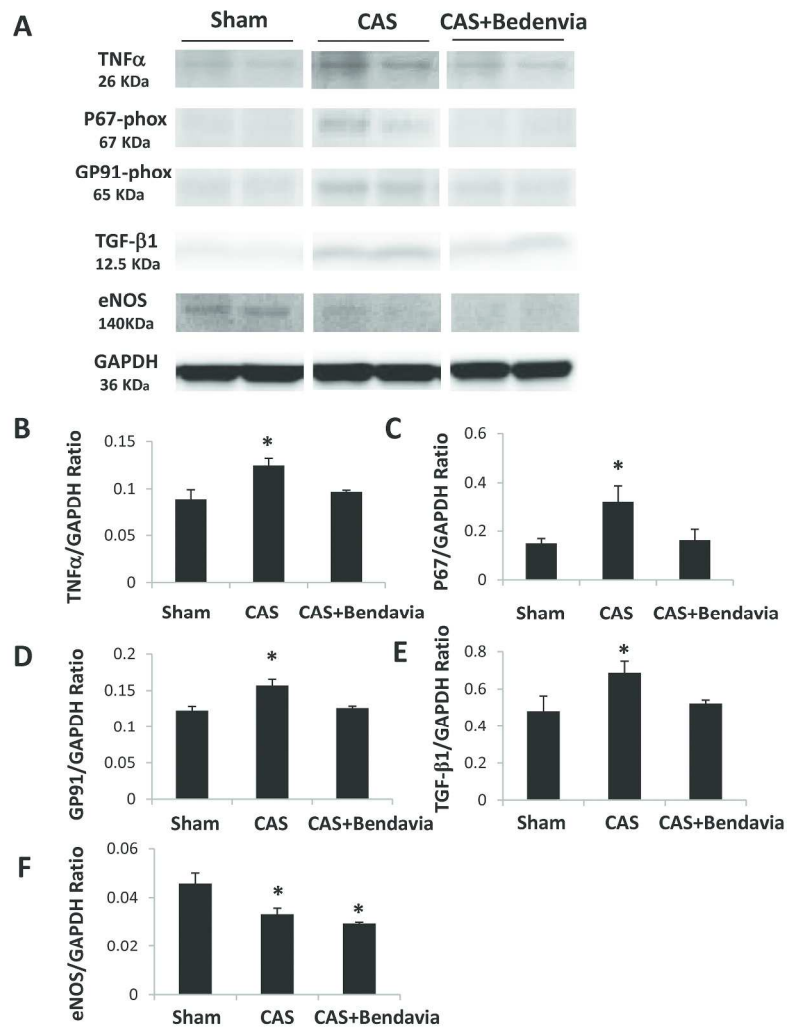 A
Sham CAS CAS+Bedenvia
TNFα
26 KDa
P67-phox
67 KDa
GP91-phox
65 KDa
TGF-β1
12.5 KDa
eNOS
140KDa
GAPDH
36 KDa
B
TNFα/GAPDH Ratio
0.15
0.1
0.05
0
*
Sham CAS CAS+Bendavia
C
P67/GAPDH Ratio
0.6
0.4
0.2
0
*
Sham CAS CAS+Bendavia
D
GP91/GAPDH Ratio
0.2
0.15
0.1
0.05
0
*
Sham CAS CAS+Bendavia
E
TGF-β1/GAPDH Ratio
0.8
0.6
0.4
0.2
0
*
Sham CAS CAS+Bendavia
F
eNOS/GAPDH Ratio
0.06
0.04
0.02
0
* *
Sham CAS CAS+Bendavia